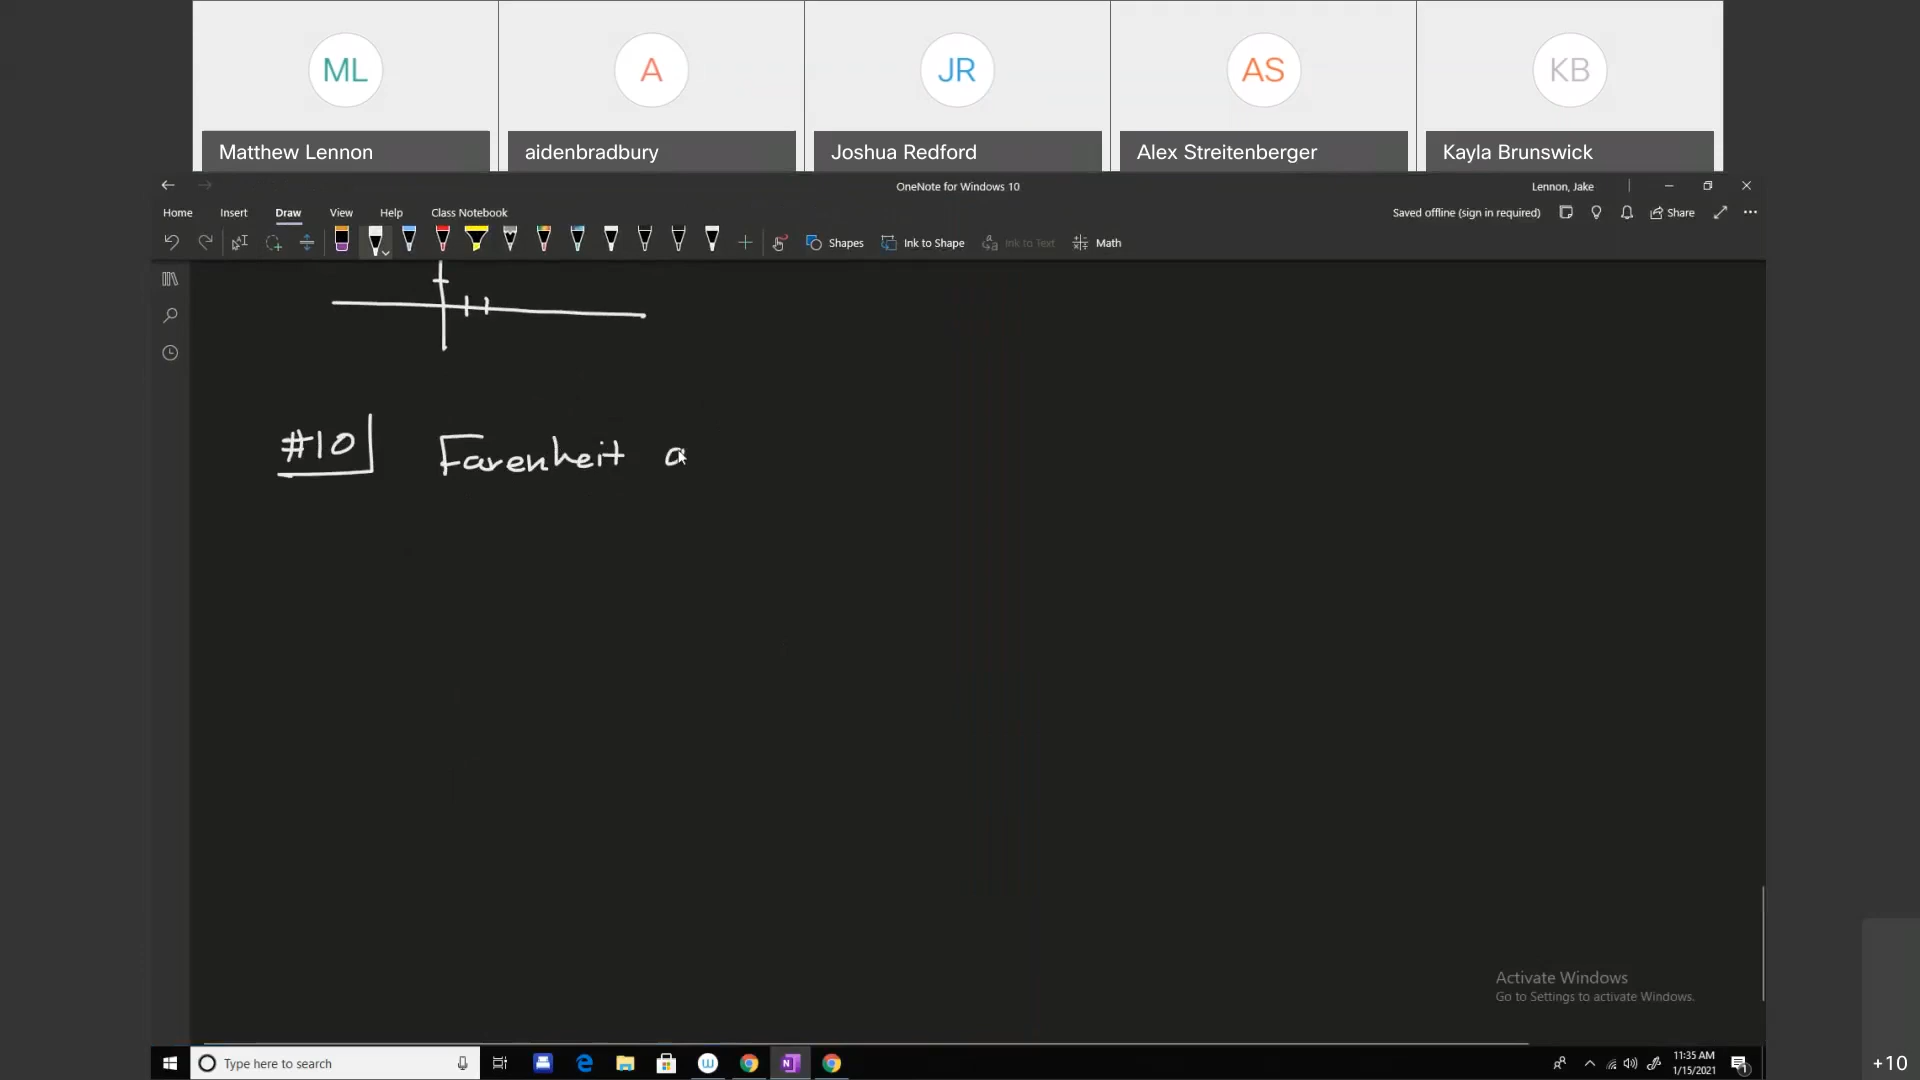 ML A JR AS KB
Matthew Lennon aidenbradbury Joshua Redford Alex Streitenberger Kayla Brunswick
OneNote for Windows 10 Lennon, Jake
Home Insert Draw View Help Class Notebook Saved offline (sign in required) Share
Shapes Ink to Shape Ink to Text Math
#10 Farenheit a
Activate Windows
Go to Settings to activate Windows.
Type here to search 11:35 AM
1/15/2021
+10